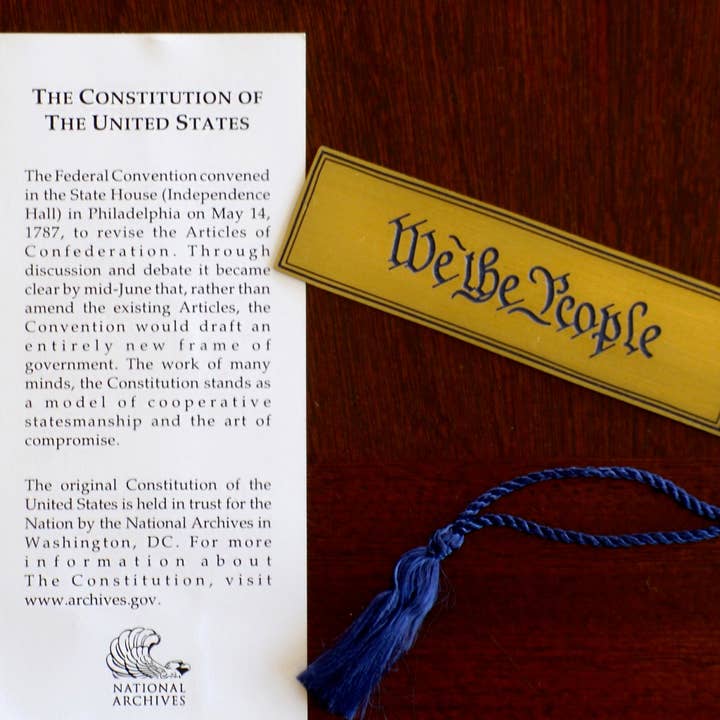 THE CONSTITUTION OF
THE UNITED STATES
The Federal Convention convened
in the State House (Independence
Hall) in Philadelphia on May 14,
1787, to revise the Articles of
Confederation. Through
discussion and debate it became
clear by mid-June that, rather than
amend the existing Articles, the
Convention would draft an
entirely new frame of
government. The work of many
minds, the Constitution stands as
a model of cooperative
statesmanship and the art of
compromise.
The original Constitution of the
United States is held in trust for the
Nation by the National Archives in
Washington, DC. For more
information about
The Constitution, visit
www.archives.gov.
NATIONAL
ARCHIVES
We the People